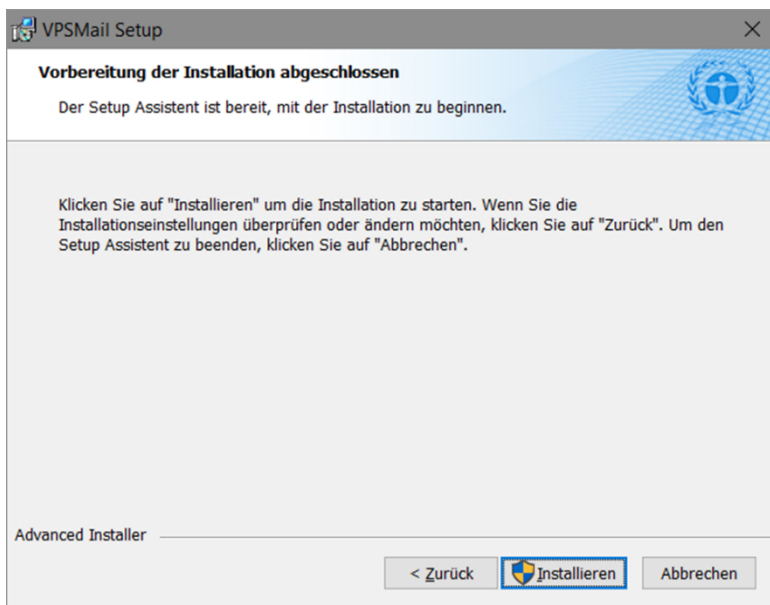 VPSMail Setup
Vorbereitung der Installation abgeschlossen
Der Setup Assistent ist bereit, mit der Installation zu beginnen.
Klicken Sie auf "Installieren" um die Installation zu starten. Wenn Sie die
Installationseinstellungen überprüfen oder ändern möchten, klicken Sie auf "Zurück". Um den
Setup Assistent zu beenden, klicken Sie auf "Abbrechen".
Advanced Installer
< Zurück Installieren Abbrechen